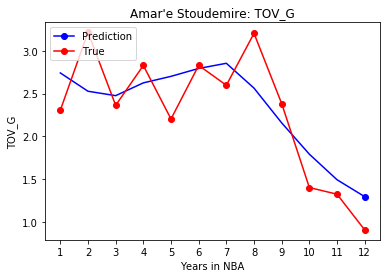 Amar'e Stoudemire: TOV_G
Prediction
True
3.0
2.5
2.0
1.5
1.0
TOV_G
1 2 3 4 5 6 7 8 9 10 11 12
Years in NBA